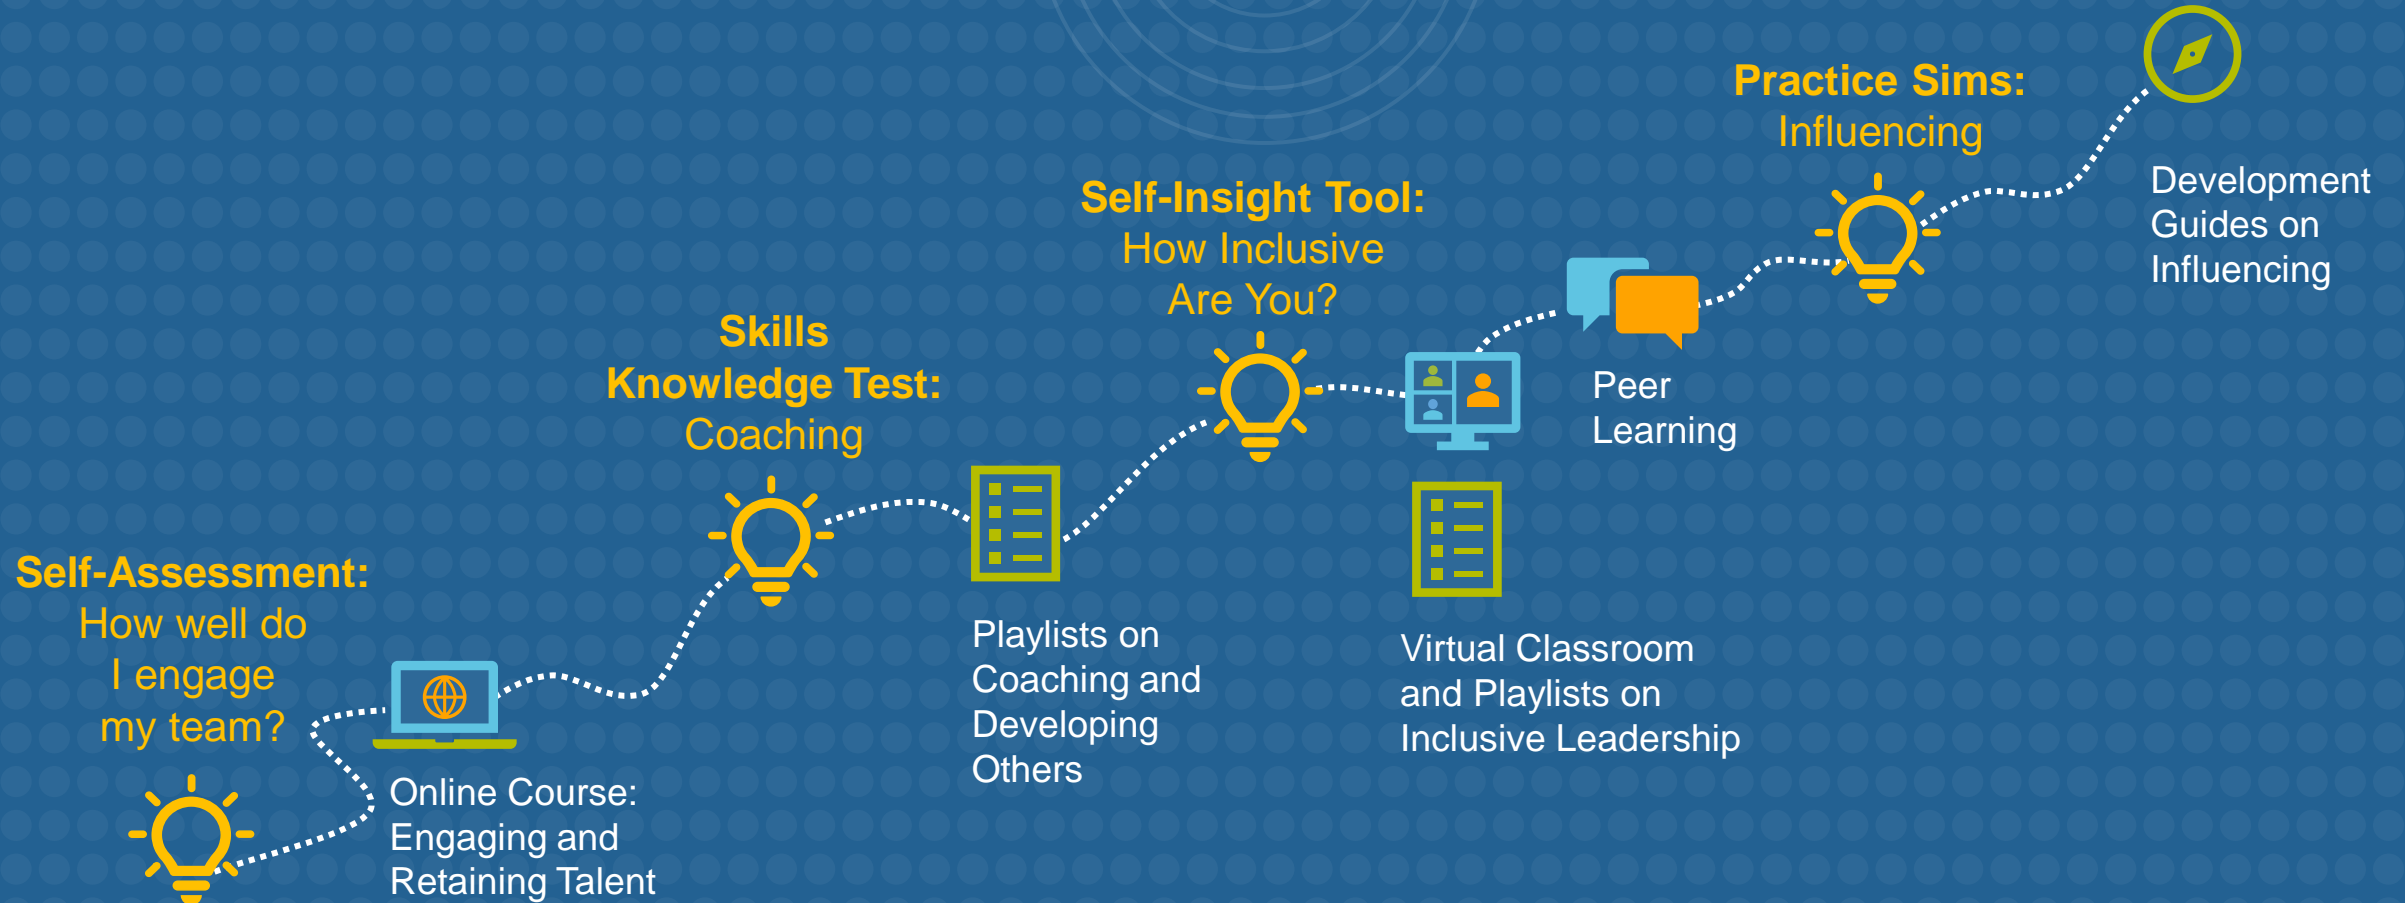 Self-Assessment:
How well do
I engage
my team?
Online Course:
Engaging and
Retaining Talent
Skills
Knowledge Test:
Coaching
Playlists on
Coaching and
Developing
Others
Self-Insight Tool:
How Inclusive
Are You?
Virtual Classroom
and Playlists on
Inclusive Leadership
Peer
Learning
Practice Sims:
Influencing
Development
Guides on
Influencing